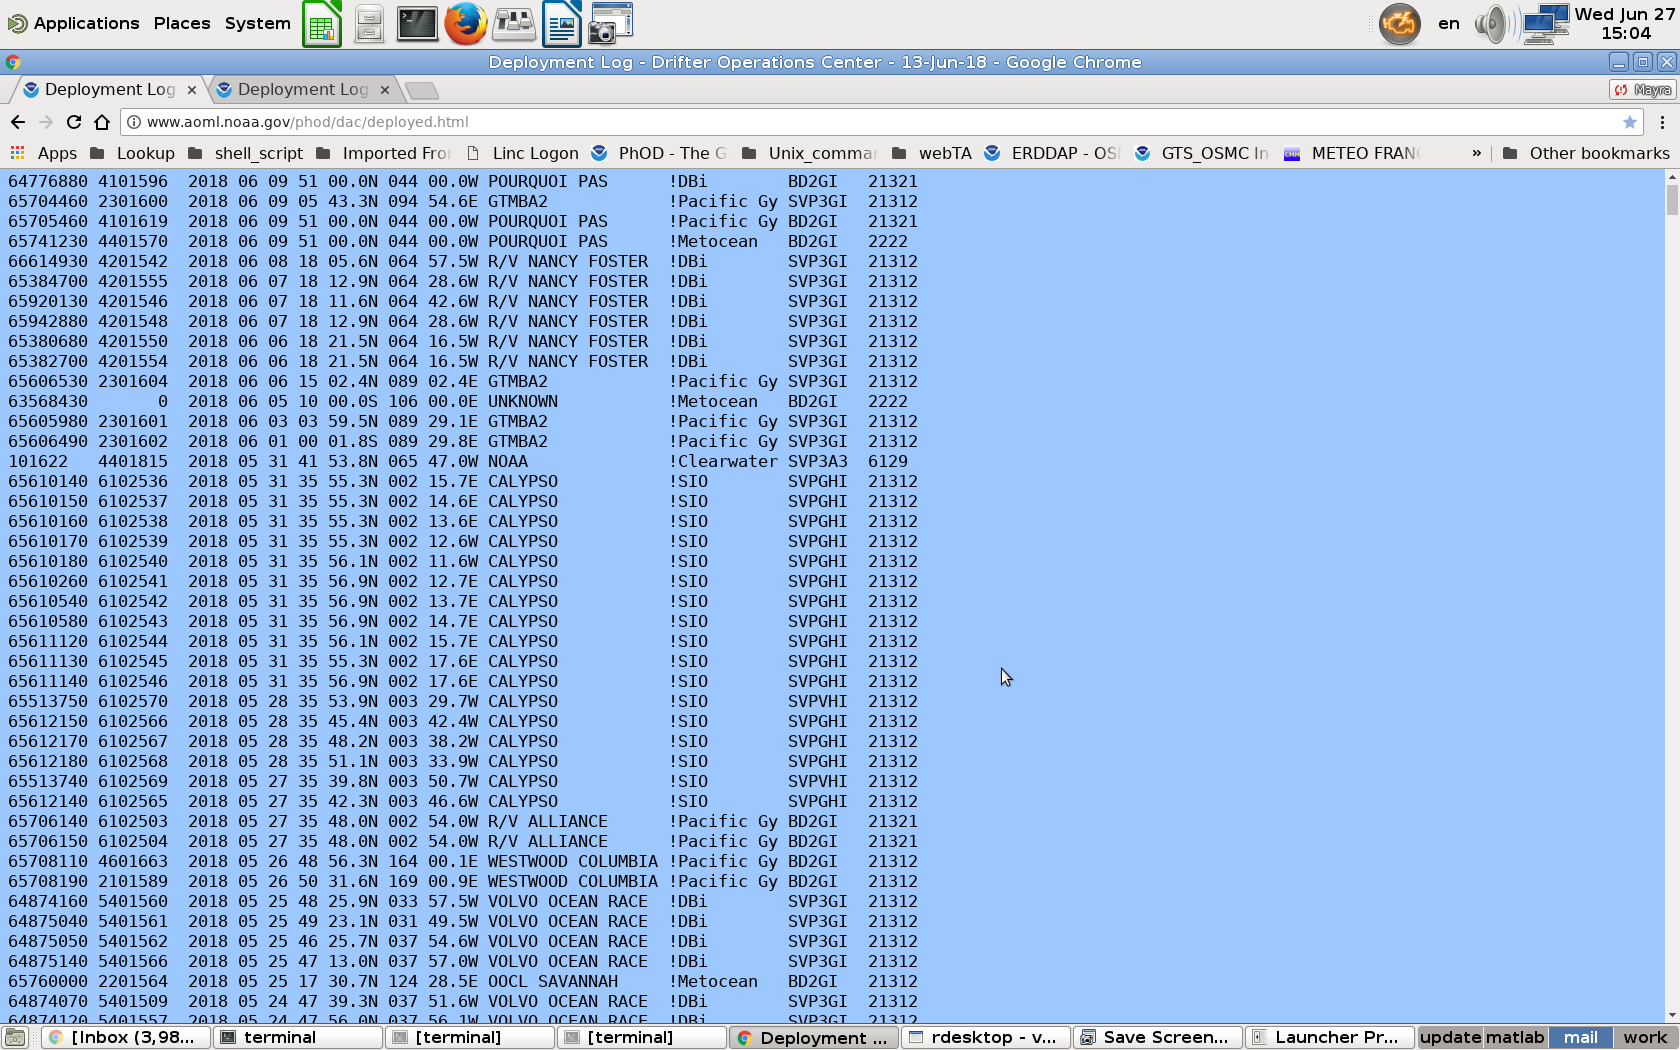 Applications Places System en Wed Jun 27
15:04
Deployment Log - Drifter Operations Center - 13-Jun-18 - Google Chrome
Deployment Log × Deployment Log × Mayra
www.aoml.noaa.gov/phod/dac/deployed.html
Apps Lookup shell_script Imported Fro Linc Logon PhOD - The G Unix_comma webTA ERDDAP - OS GTS_OSMC In METEO FRAN » Other bookmarks
64776880 4101596 2018 06 09 51 00.0N 044 00.0W POURQUOI PAS !DBi BD2GI 21321
65704460 2301600 2018 06 09 05 43.3N 094 54.6E GTMBA2 !Pacific Gy SVP3GI 21312
65705460 4101619 2018 06 09 51 00.0N 044 00.0W POURQUOI PAS !Pacific Gy BD2GI 21321
65741230 4401570 2018 06 09 51 00.0N 044 00.0W POURQUOI PAS !Metocean BD2GI 2222
66614930 4201542 2018 06 08 18 05.6N 064 57.5W R/V NANCY FOSTER !DBi SVP3GI 21312
65384700 4201555 2018 06 07 18 12.9N 064 28.6W R/V NANCY FOSTER !DBi SVP3GI 21312
65920130 4201546 2018 06 07 18 11.6N 064 42.6W R/V NANCY FOSTER !DBi SVP3GI 21312
65942880 4201548 2018 06 07 18 12.9N 064 28.6W R/V NANCY FOSTER !DBi SVP3GI 21312
65380680 4201550 2018 06 06 18 21.5N 064 16.5W R/V NANCY FOSTER !DBi SVP3GI 21312
65382700 4201554 2018 06 06 18 21.5N 064 16.5W R/V NANCY FOSTER !DBi SVP3GI 21312
65606530 2301604 2018 06 06 15 02.4N 089 02.4E GTMBA2 !Pacific Gy SVP3GI 21312
63568430 0 2018 06 05 10 00.0S 106 00.0E UNKNOWN !Metocean BD2GI 2222
65605980 2301601 2018 06 03 03 59.5N 089 29.1E GTMBA2 !Pacific Gy SVP3GI 21312
65606490 2301602 2018 06 01 00 01.8S 089 29.8E GTMBA2 !Pacific Gy SVP3GI 21312
101622 4401815 2018 05 31 41 53.8N 065 47.0W NOAA !Clearwater SVP3A3 6129
65610140 6102536 2018 05 31 35 55.3N 002 15.7E CALYPSO !SIO SVPGHI 21312
65610150 6102537 2018 05 31 35 55.3N 002 14.6E CALYPSO !SIO SVPGHI 21312
65610160 6102538 2018 05 31 35 55.3N 002 13.6E CALYPSO !SIO SVPGHI 21312
65610170 6102539 2018 05 31 35 55.3N 002 12.6W CALYPSO !SIO SVPGHI 21312
65610180 6102540 2018 05 31 35 56.1N 002 11.6W CALYPSO !SIO SVPGHI 21312
65610260 6102541 2018 05 31 35 56.9N 002 12.7E CALYPSO !SIO SVPGHI 21312
65610540 6102542 2018 05 31 35 56.9N 002 13.7E CALYPSO !SIO SVPGHI 21312
65610580 6102543 2018 05 31 35 56.9N 002 14.7E CALYPSO !SIO SVPGHI 21312
65611120 6102544 2018 05 31 35 56.1N 002 15.7E CALYPSO !SIO SVPGHI 21312
65611130 6102545 2018 05 31 35 55.3N 002 17.6E CALYPSO !SIO SVPGHI 21312
65611140 6102546 2018 05 31 35 56.9N 002 17.6E CALYPSO !SIO SVPGHI 21312
65513750 6102570 2018 05 28 35 53.9N 003 29.7W CALYPSO !SIO SVPVHI 21312
65612150 6102566 2018 05 28 35 45.4N 003 42.4W CALYPSO !SIO SVPGHI 21312
65612170 6102567 2018 05 28 35 48.2N 003 38.2W CALYPSO !SIO SVPGHI 21312
65612180 6102568 2018 05 28 35 51.1N 003 33.9W CALYPSO !SIO SVPGHI 21312
65513740 6102569 2018 05 27 35 39.8N 003 50.7W CALYPSO !SIO SVPVHI 21312
65612140 6102565 2018 05 27 35 42.3N 003 46.6W CALYPSO !SIO SVPGHI 21312
65706140 6102503 2018 05 27 35 48.0N 002 54.0W R/V ALLIANCE !Pacific Gy BD2GI 21321
65706150 6102504 2018 05 27 35 48.0N 002 54.0W R/V ALLIANCE !Pacific Gy BD2GI 21321
65708110 4601663 2018 05 26 48 56.3N 164 00.1E WESTWOOD COLUMBIA !Pacific Gy BD2GI 21312
65708190 2101589 2018 05 26 50 31.6N 169 00.9E WESTWOOD COLUMBIA !Pacific Gy BD2GI 21312
64874160 5401560 2018 05 25 48 25.9N 033 57.5W VOLVO OCEAN RACE !DBi SVP3GI 21312
64875040 5401561 2018 05 25 49 23.1N 031 49.5W VOLVO OCEAN RACE !DBi SVP3GI 21312
64875050 5401562 2018 05 25 46 25.7N 037 54.6W VOLVO OCEAN RACE !DBi SVP3GI 21312
64875140 5401566 2018 05 25 47 13.0N 037 57.0W VOLVO OCEAN RACE !DBi SVP3GI 21312
65760000 2201564 2018 05 25 17 30.7N 124 28.5E OOCL SAVANNAH !Metocean BD2GI 21312
64874070 5401509 2018 05 24 47 39.3N 037 51.6W VOLVO OCEAN RACE !DBi SVP3GI 21312
64874120 5401557 2018 05 24 47 56.0N 037 56.1W VOLVO OCEAN RACE !DBi SVP3GI 21312
[Inbox (3,98... terminal [terminal] [terminal] Deployment ... rdesktop - v... Save Screen... Launcher Pr... update matlab mail work